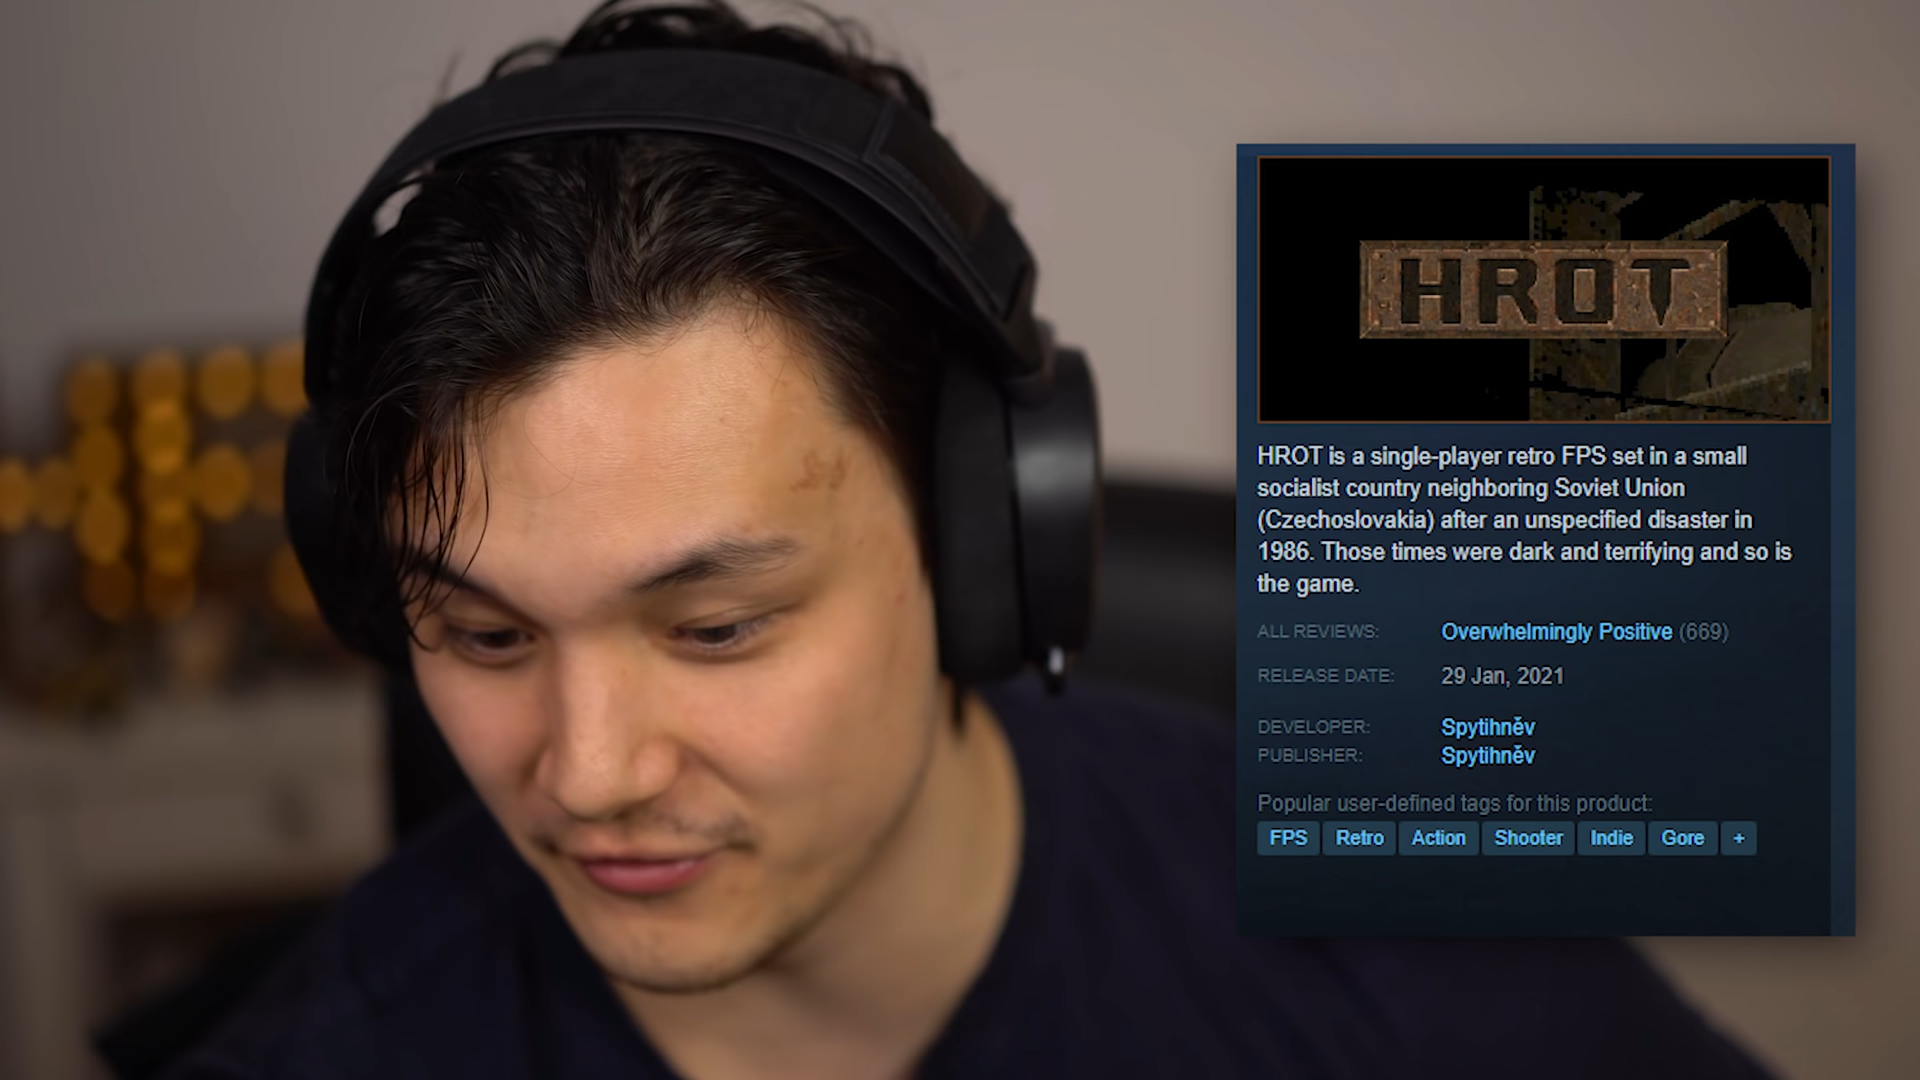 HROT
HROT is a single-player retro FPS set in a small
socialist country neighboring Soviet Union
(Czechoslovakia) after an unspecified disaster in
1986. Those times were dark and terrifying and so is
the game.
ALL REVIEWS: Overwhelmingly Positive (669)
RELEASE DATE: 29 Jan, 2021
DEVELOPER: Spytihněv
PUBLISHER: Spytihněv
Popular user-defined tags for this product:
FPS Retro Action Shooter Indie Gore +